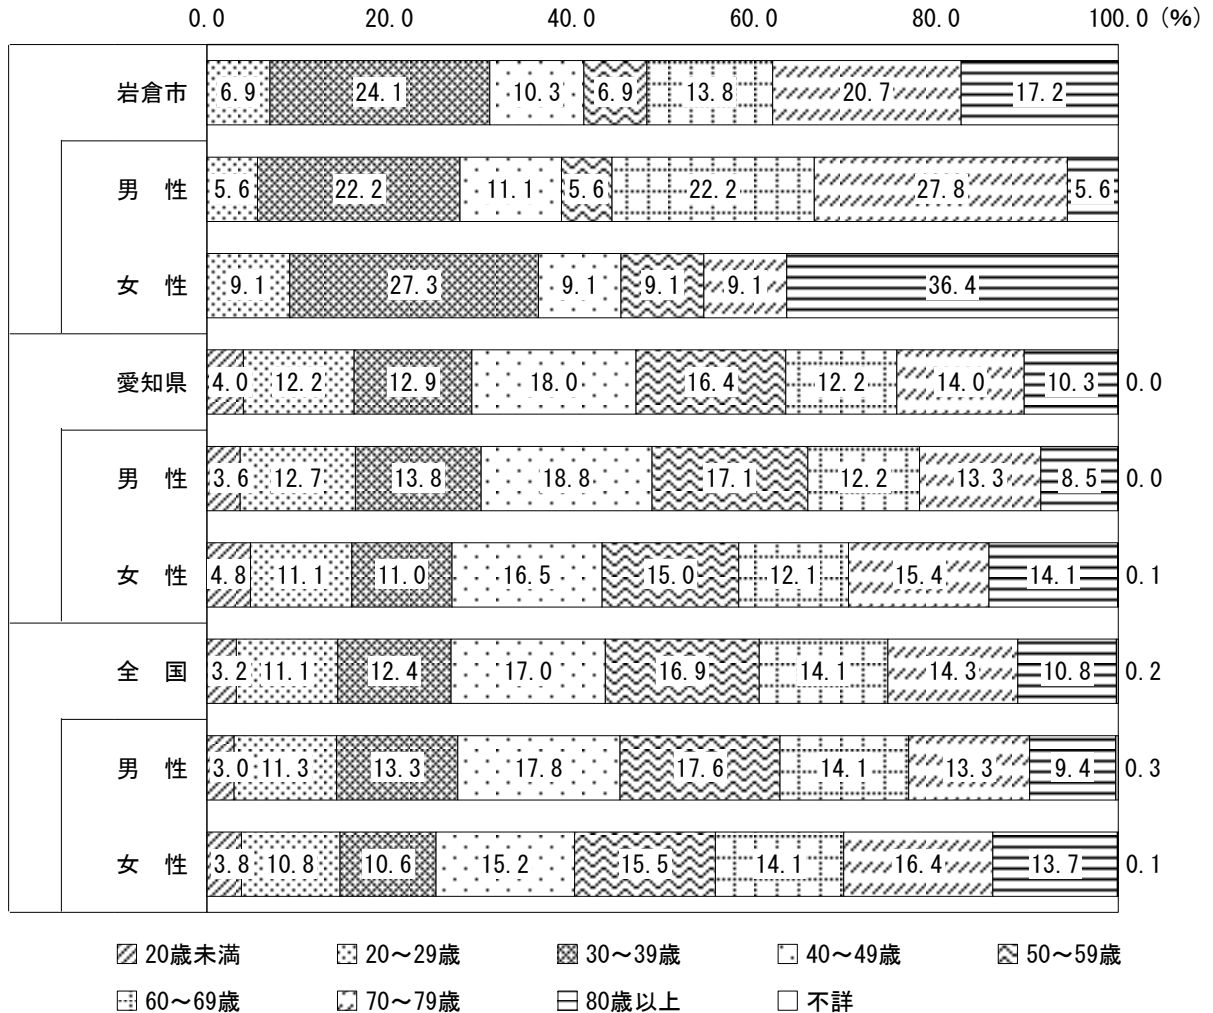 0.0 20.0 40.0 60.0 80.0 100.0（%）
岩倉市 6.9 24.1 10.3 6.9 13.8 20.7 17.2
男　性 5.6 22.2 11.1 5.6 22.2 27.8 5.6
女　性 9.1 27.3 9.1 9.1 9.1 36.4
愛知県 4.0 12.2 12.9 18.0 16.4 12.2 14.0 10.3 0.0
男　性 3.6 12.7 13.8 18.8 17.1 12.2 13.3 8.5 0.0
女　性 4.8 11.1 11.0 16.5 15.0 12.1 15.4 14.1 0.1
全　国 3.2 11.1 12.4 17.0 16.9 14.1 14.3 10.8 0.2
男　性 3.0 11.3 13.3 17.8 17.6 14.1 13.3 9.4 0.3
女　性 3.8 10.8 10.6 15.2 15.5 14.1 16.4 13.7 0.1
20歳未満 20～29歳 30～39歳 40～49歳 50～59歳
60～69歳 70～79歳 80歳以上 不詳